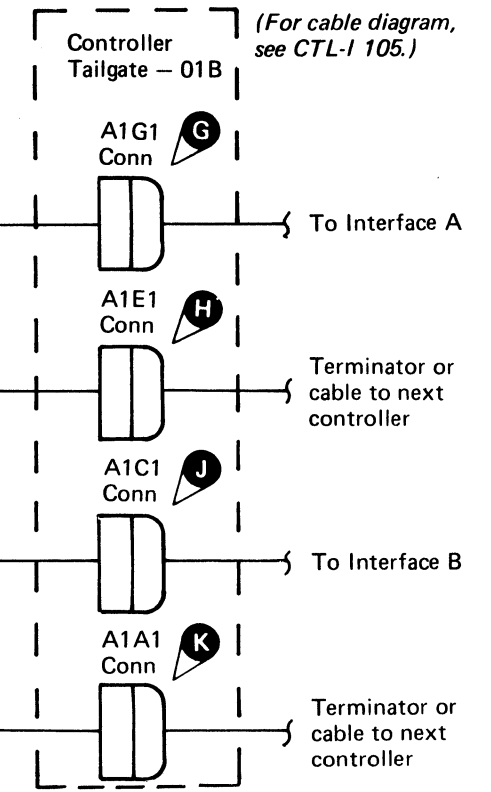 (For cable diagram,
see CTL-I 105.)
Controller
Tailgate — 01B
A1G1
Conn
G
To Interface A
A1E1
Conn
H
Terminator or
cable to next
controller
A1C1
Conn
J
To Interface B
A1A1
Conn
K
Terminator or
cable to next
controller